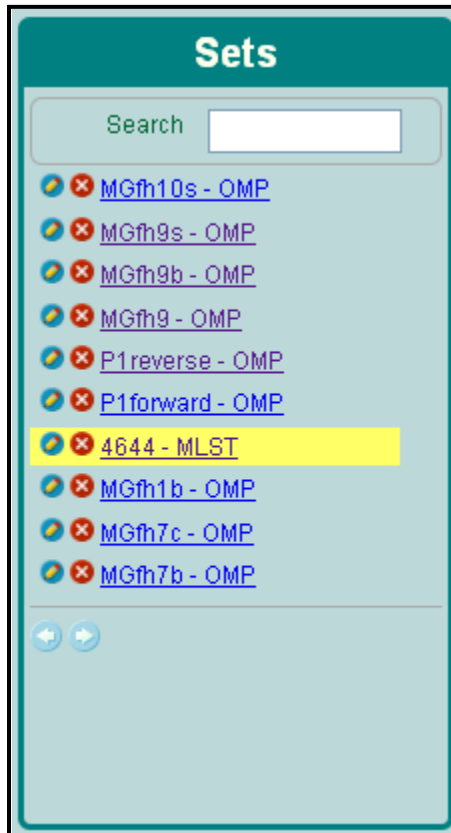 Sets
Search
MGfh10s - OMP
MGfh9s - OMP
MGfh9b - OMP
MGfh9 - OMP
P1reverse - OMP
P1forward - OMP
4644 - MLST
MGfh1b - OMP
MGfh7c - OMP
MGfh7b - OMP